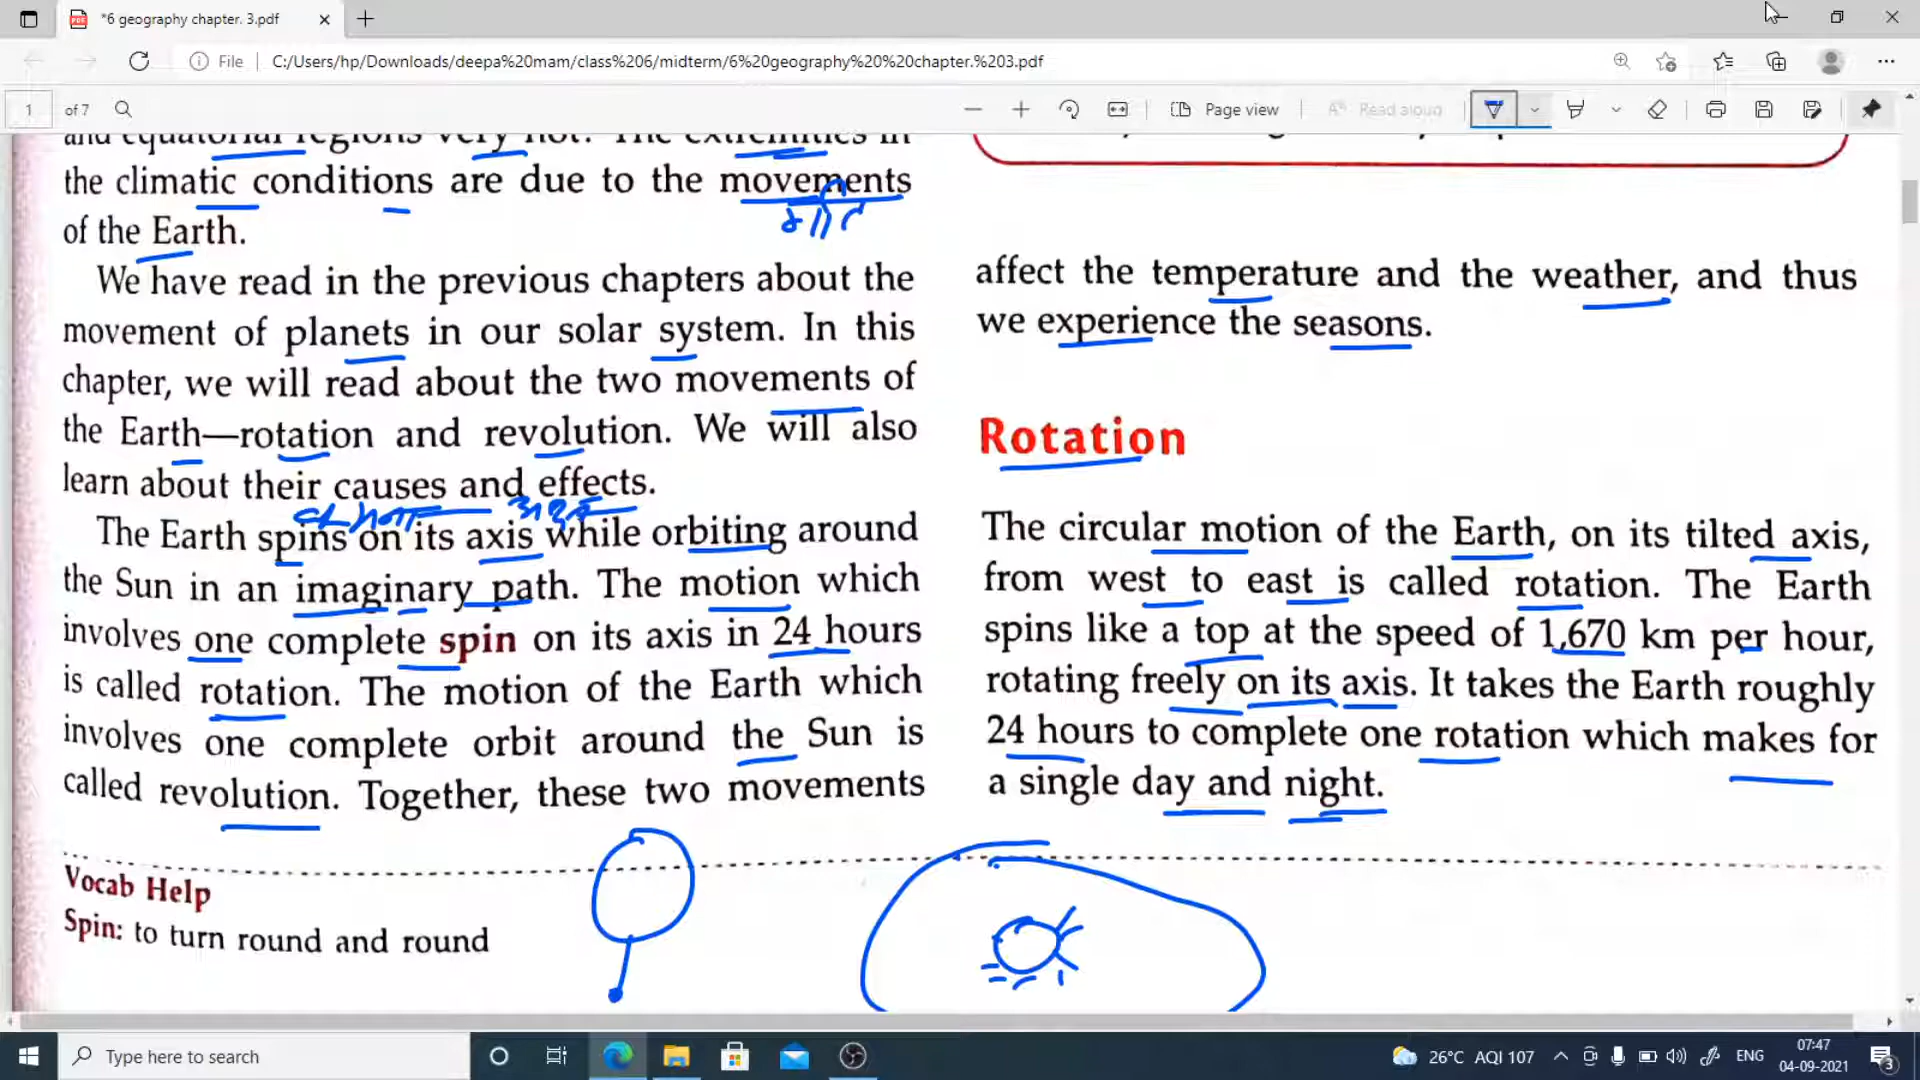 *6 geography chapter. 3.pdf
File
C:/Users/hp/Downloads/deepa%20mam/class%206/midterm/6%20geography%20%20chapter.%203.pdf
1 of 7
Page view
Read aloud
and equatorial regions very hot. The extremities in
the climatic conditions are due to the movements
of the Earth.
We have read in the previous chapters about the
movement of planets in our solar system. In this
chapter, we will read about the two movements of
the Earth—rotation and revolution. We will also
learn about their causes and effects.
The Earth spins on its axis while orbiting around
the Sun in an imaginary path. The motion which
involves one complete spin on its axis in 24 hours
is called rotation. The motion of the Earth which
involves one complete orbit around the Sun is
called revolution. Together, these two movements
Vocab Help
Spin: to turn round and round
affect the temperature and the weather, and thus
we experience the seasons.
Rotation
The circular motion of the Earth, on its tilted axis,
from west to east is called rotation. The Earth
spins like a top at the speed of 1,670 km per hour,
rotating freely on its axis. It takes the Earth roughly
24 hours to complete one rotation which makes for
a single day and night.
Type here to search
26°C AQI 107
ENG
07:47
04-09-2021
3